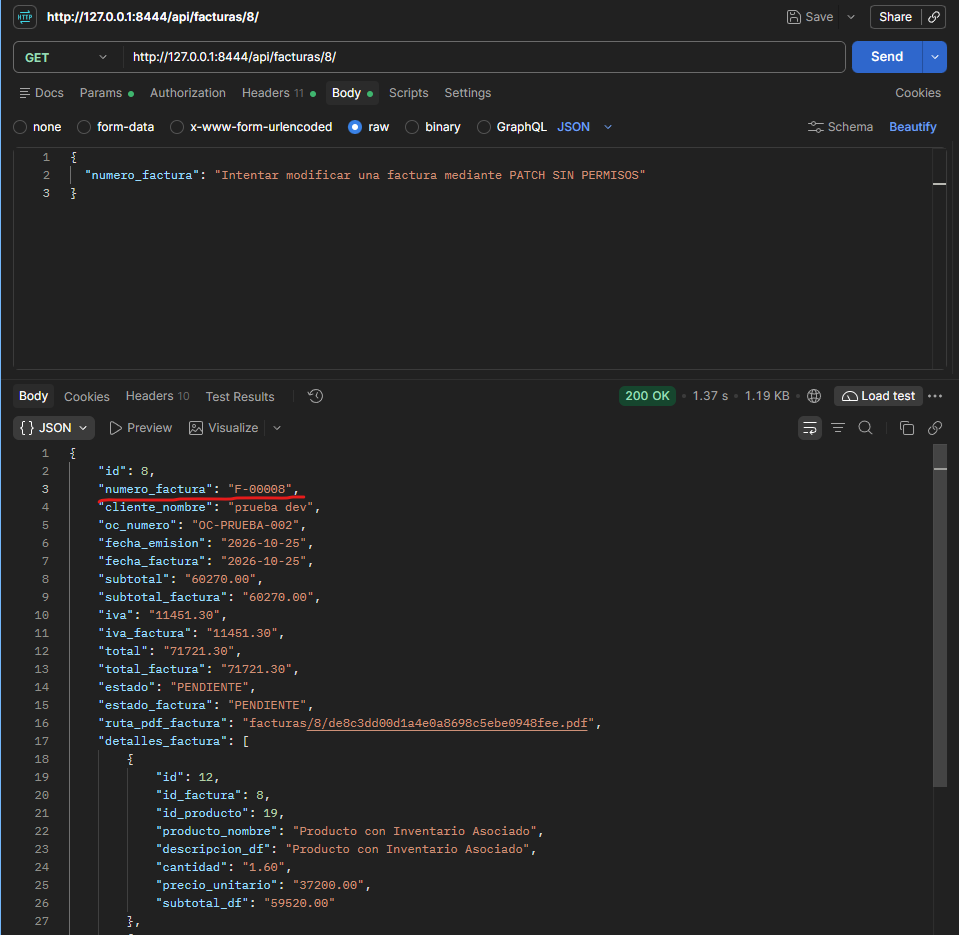 HTTP http://127.0.0.1:8444/api/facturas/8/ Save Share
GET http://127.0.0.1:8444/api/facturas/8/ Send
Docs Params Authorization Headers 11 Body Scripts Settings Cookies
none form-data x-www-form-urlencoded raw binary GraphQL JSON Schema Beautify
1 {
2 "numero_factura": "Intentar modificar una factura mediante PATCH SIN PERMISOS"
3 }
Body Cookies Headers 10 Test Results 200 OK • 1.37 s • 1.19 KB • Load test
{} JSON Preview Visualize
1 {
2 "id": 8,
3 "numero_factura": "F-00008",
4 "cliente_nombre": "prueba dev",
5 "oc_numero": "OC-PRUEBA-002",
6 "fecha_emision": "2026-10-25",
7 "fecha_factura": "2026-10-25",
8 "subtotal": "60270.00",
9 "subtotal_factura": "60270.00",
10 "iva": "11451.30",
11 "iva_factura": "11451.30",
12 "total": "71721.30",
13 "total_factura": "71721.30",
14 "estado": "PENDIENTE",
15 "estado_factura": "PENDIENTE",
16 "ruta_pdf_factura": "facturas/8/de8c3dd00d1a4e0a8698c5ebe0948fee.pdf",
17 "detalles_factura": [
18 {
19 "id": 12,
20 "id_factura": 8,
21 "id_producto": 19,
22 "producto_nombre": "Producto con Inventario Asociado",
23 "descripcion_df": "Producto con Inventario Asociado",
24 "cantidad": "1.60",
25 "precio_unitario": "37200.00",
26 "subtotal_df": "59520.00"
27 },